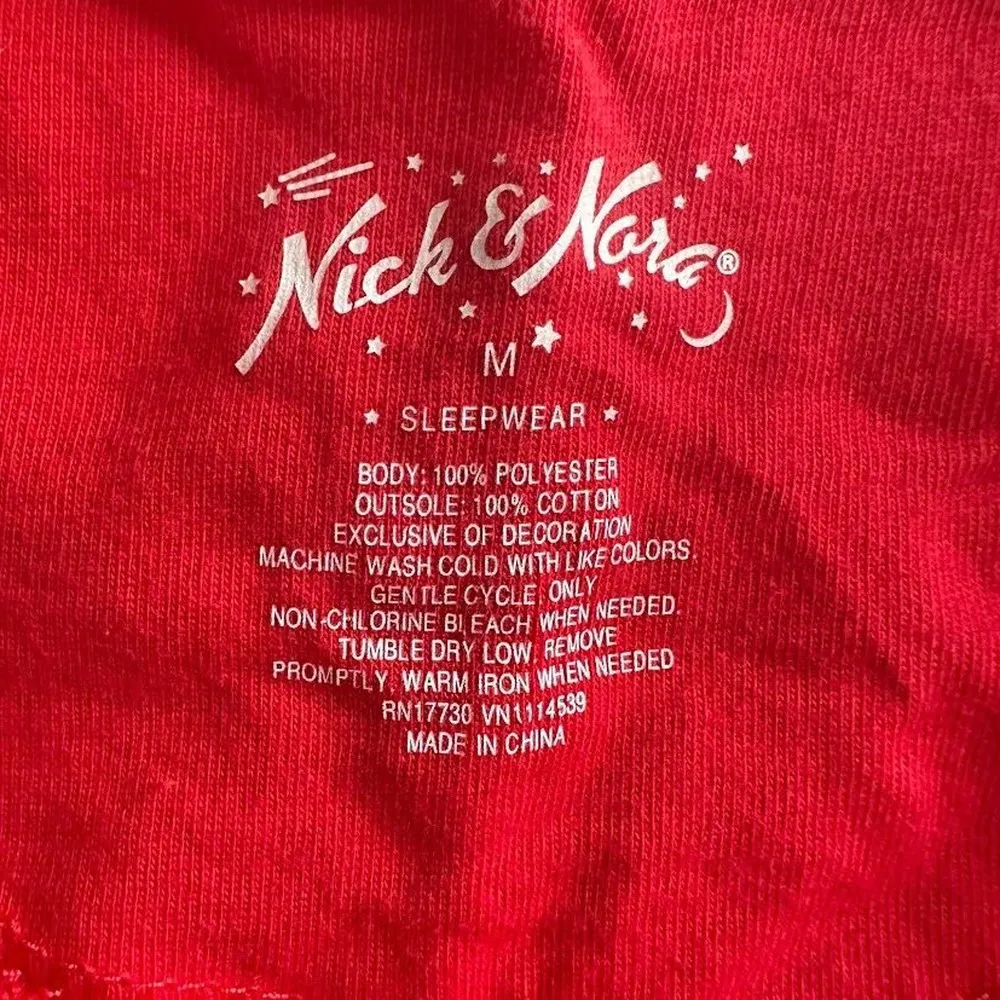 Nick & Nora®
M
SLEEPWEAR
BODY: 100% POLYESTER
OUTSOLE: 100% COTTON
EXCLUSIVE OF DECORATION
MACHINE WASH COLD WITH LIKE COLORS.
GENTLE CYCLE. ONLY
NON-CHLORINE BLEACH WHEN NEEDED.
TUMBLE DRY LOW. REMOVE
PROMPTLY. WARM IRON WHEN NEEDED
RN17730 VN1114539
MADE IN CHINA